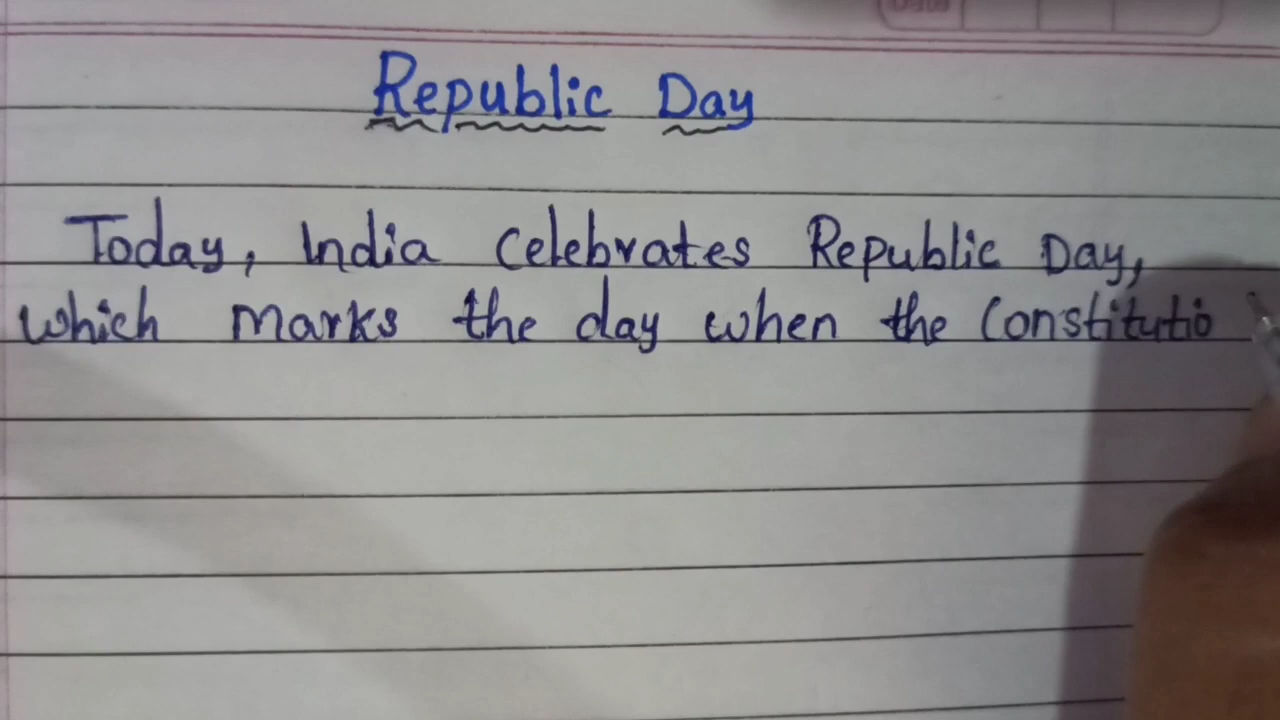 Republic Day
Today, India celebrates Republic Day,
which marks the day when the Constitutio